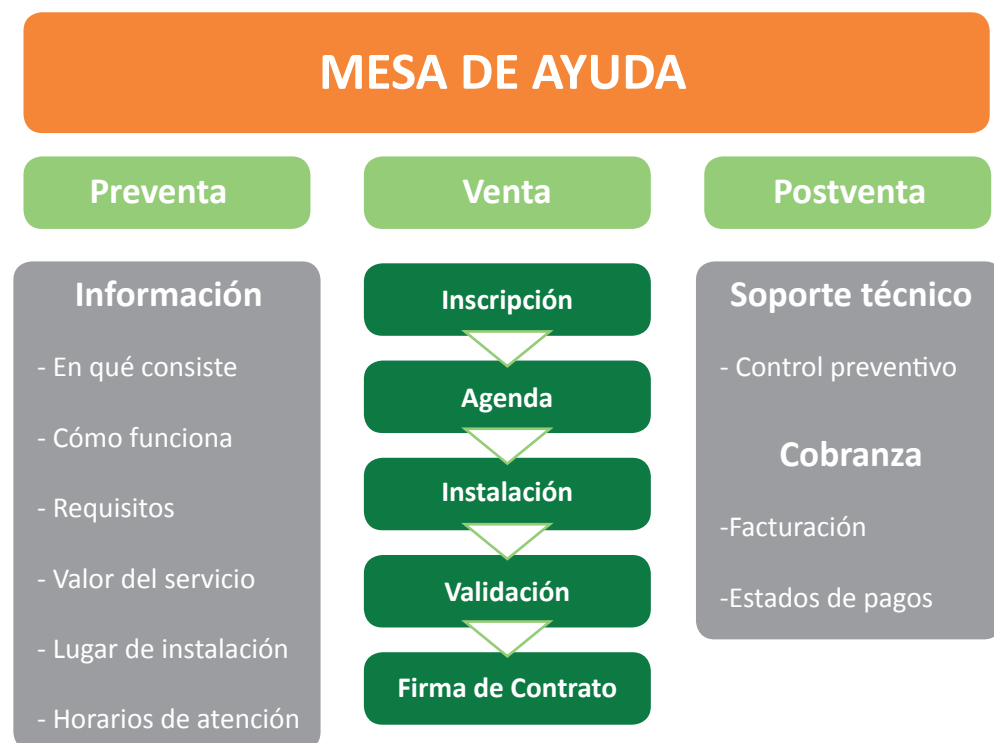 MESA DE AYUDA
Preventa
Información
- En qué consiste
- Cómo funciona
- Requisitos
- Valor del servicio
- Lugar de instalación
- Horarios de atención
Venta
Inscripción
Agenda
Instalación
Validación
Firma de Contrato
Postventa
Soporte técnico
- Control preventivo
Cobranza
-Facturación
-Estados de pagos